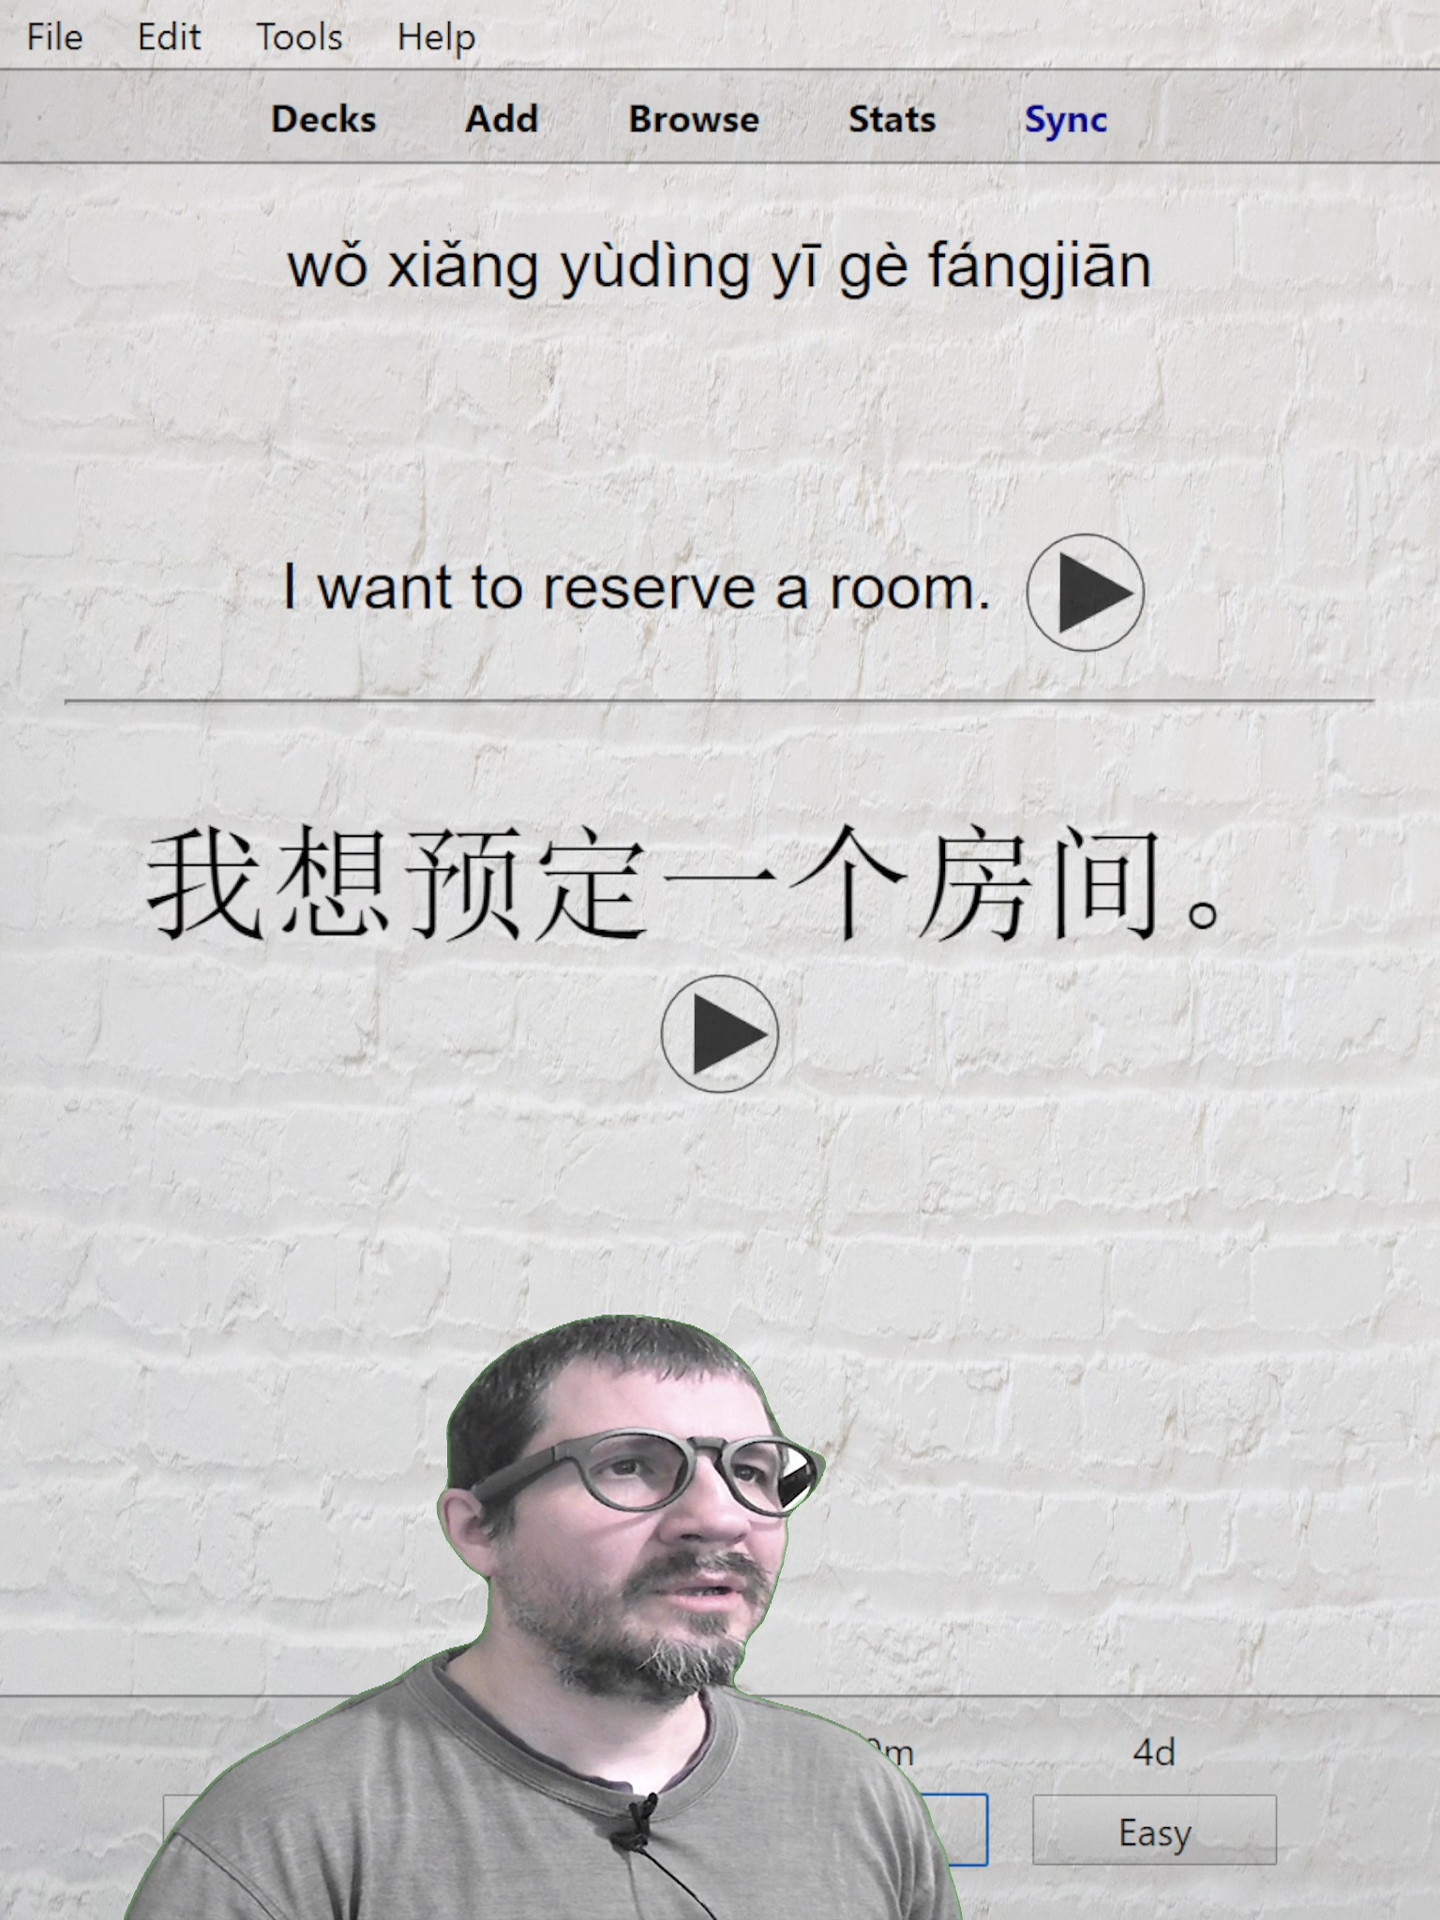 File Edit Tools Help
Decks Add Browse Stats Sync
wǒ xiǎng yùdìng yī gè fángjiān
I want to reserve a room.
我想预定一个房间。
4d
Easy